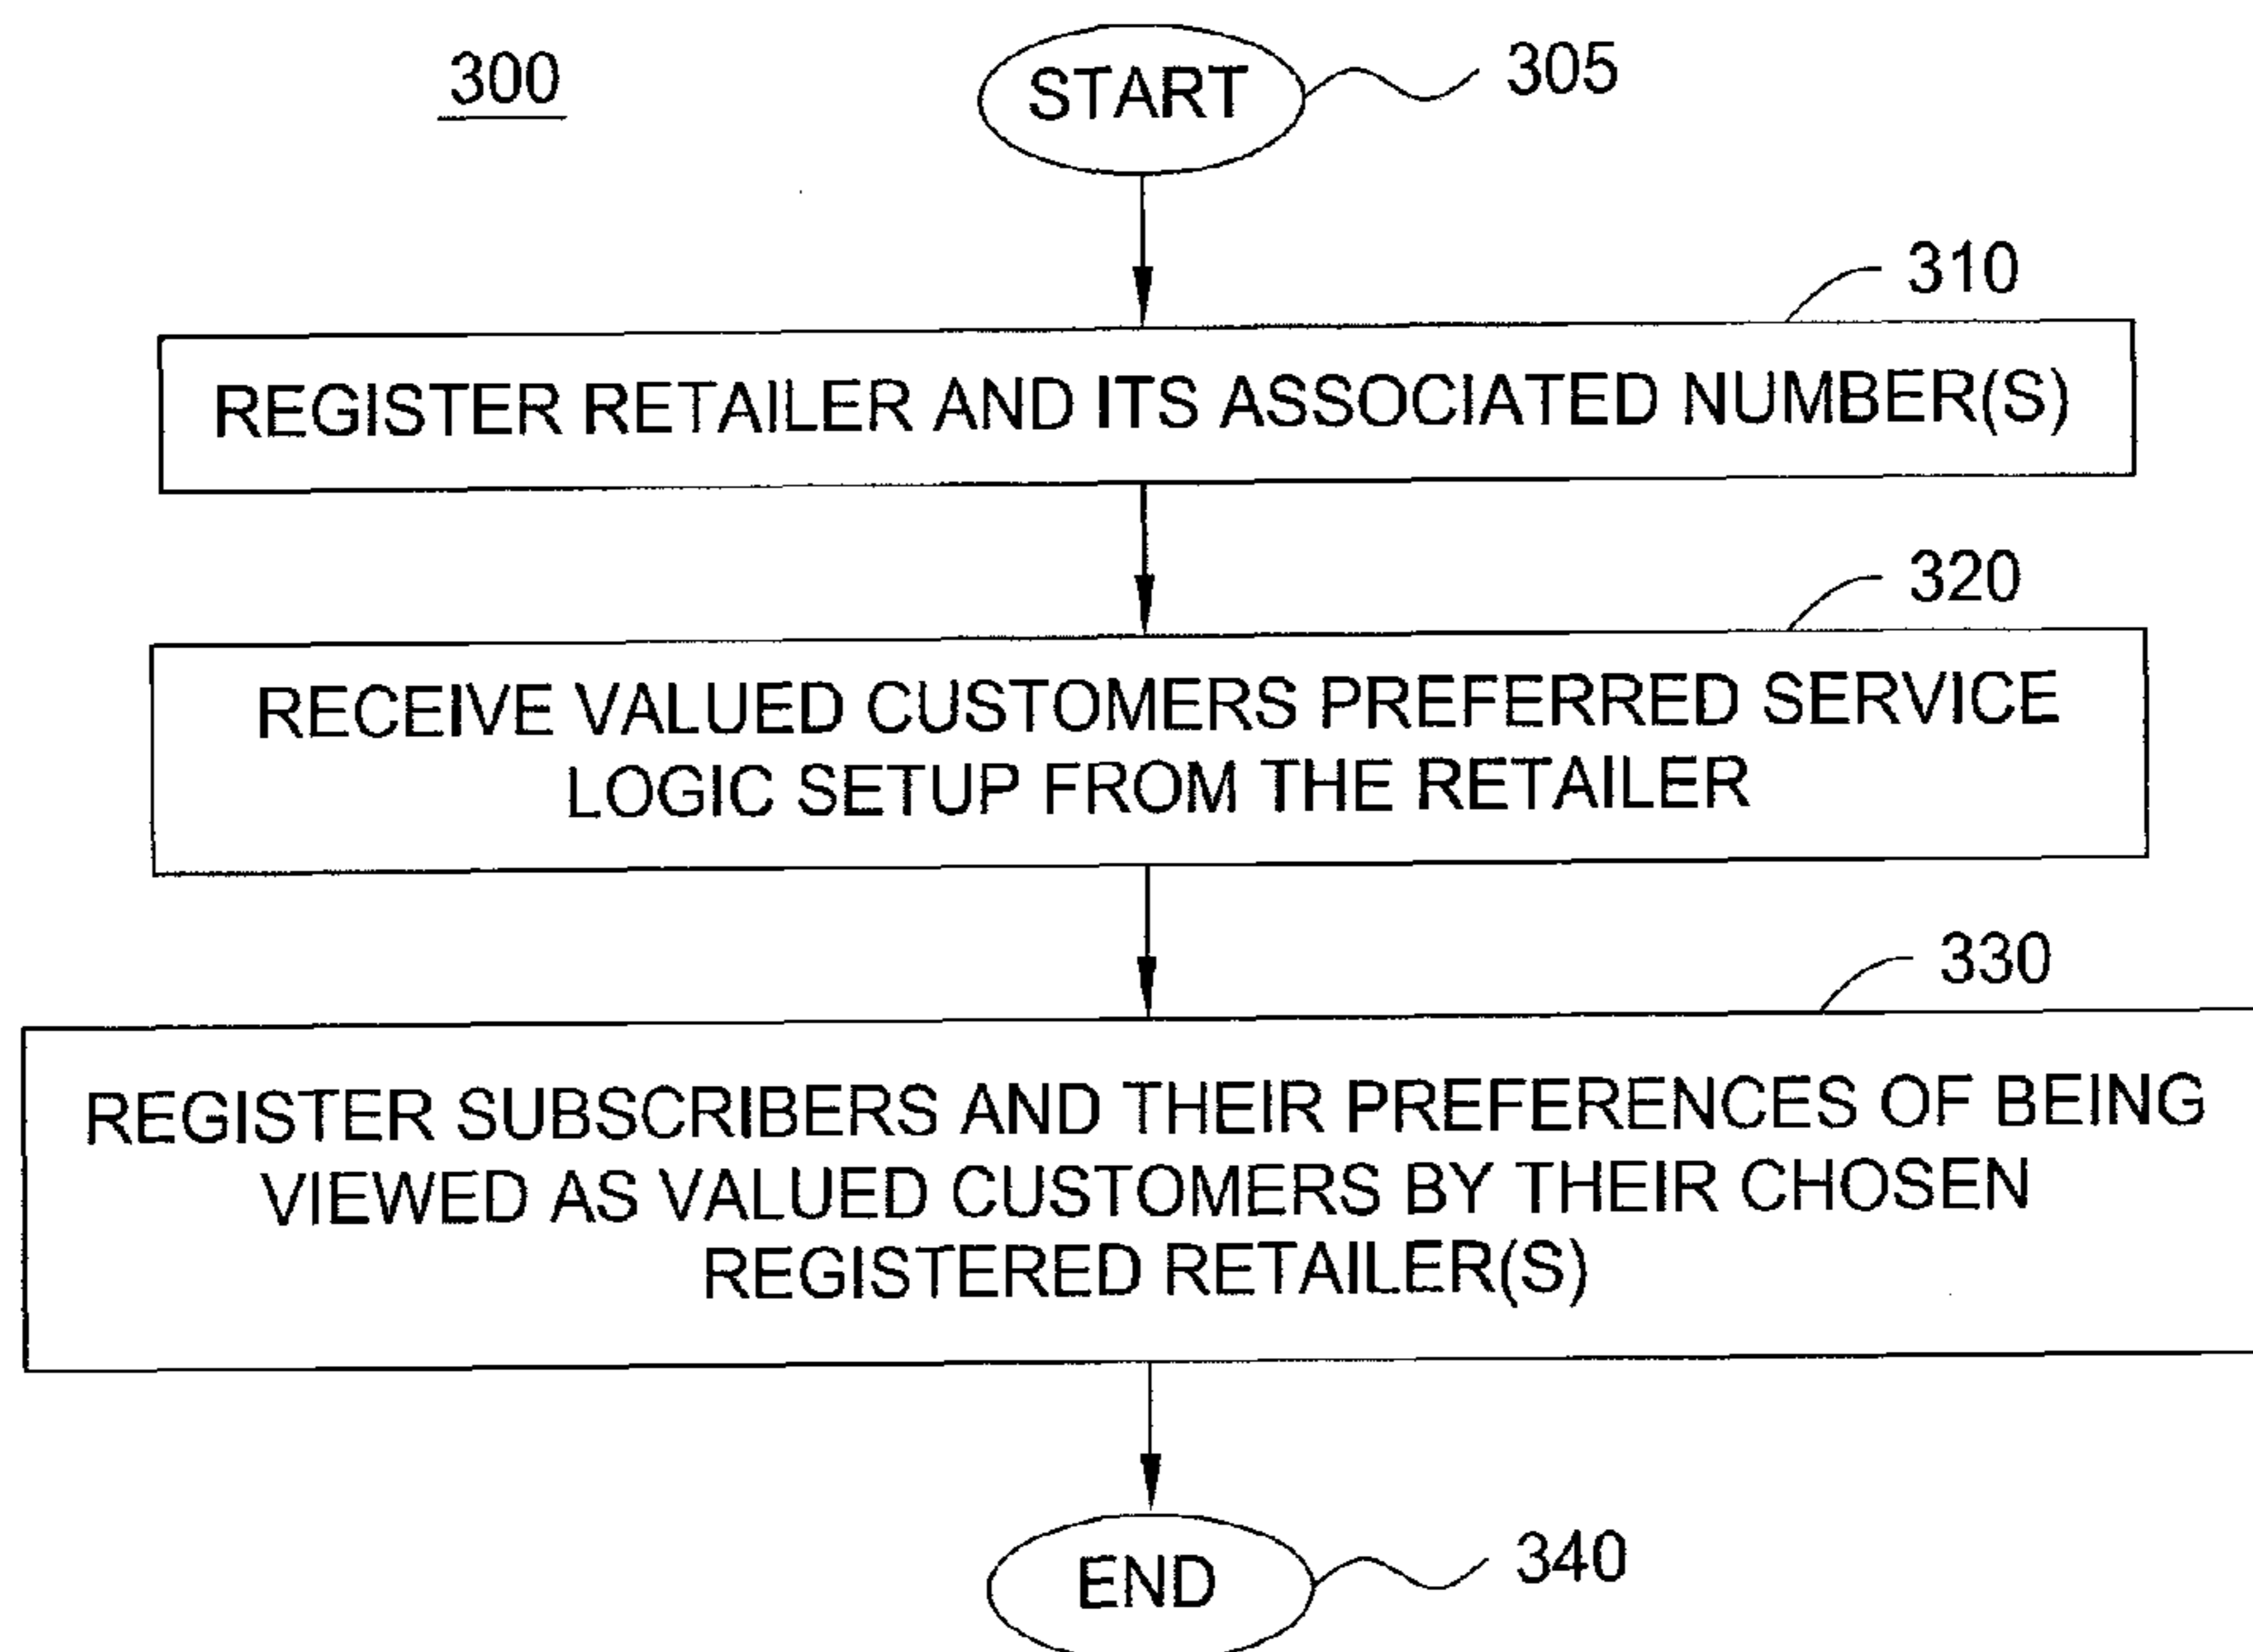 300
START
305
310
REGISTER RETAILER AND ITS ASSOCIATED NUMBER(S)
320
RECEIVE VALUED CUSTOMERS PREFERRED SERVICE
LOGIC SETUP FROM THE RETAILER
330
REGISTER SUBSCRIBERS AND THEIR PREFERENCES OF BEING
VIEWED AS VALUED CUSTOMERS BY THEIR CHOSEN
REGISTERED RETAILER(S)
END
340